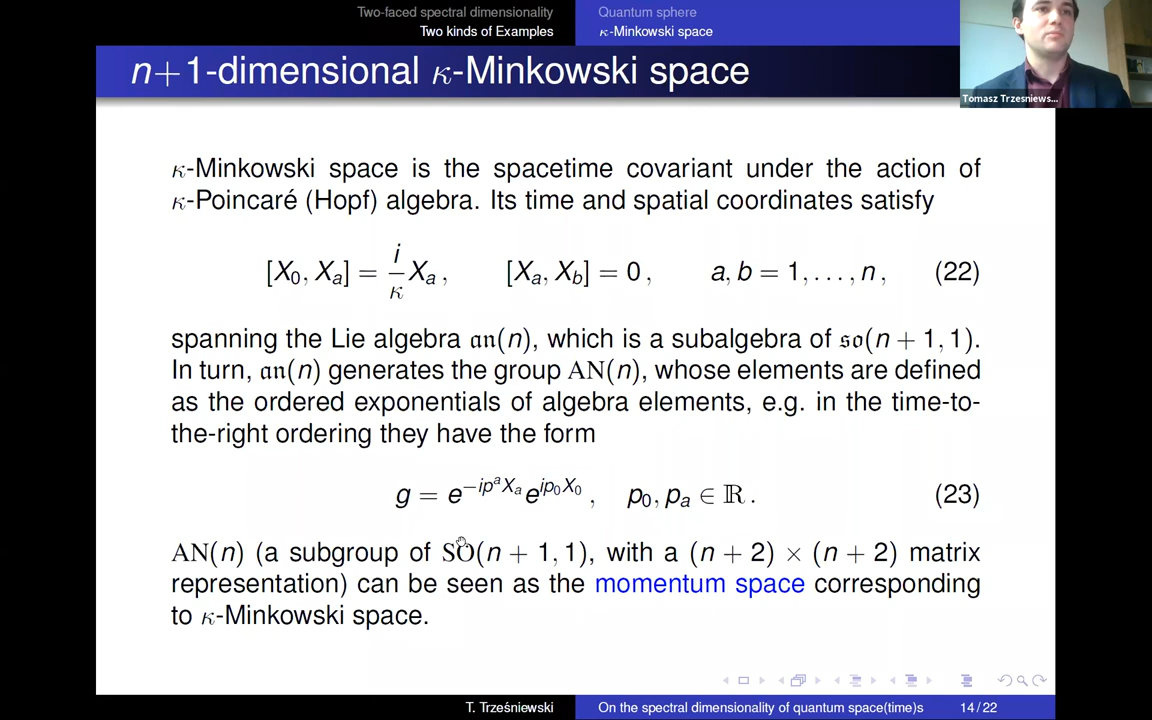 Two-faced spectral dimensionality
Two kinds of Examples
Quantum sphere
κ-Minkowski space
n+1-dimensional κ-Minkowski space
Tomasz Trzesniews...
κ-Minkowski space is the spacetime covariant under the action of
κ-Poincaré (Hopf) algebra. Its time and spatial coordinates satisfy
[X₀, Xₐ] = i/κ Xₐ , [Xₐ, X_b] = 0 , a, b = 1, . . . , n , (22)
spanning the Lie algebra 𝔞𝔫(n), which is a subalgebra of 𝔰𝔬(n + 1, 1).
In turn, 𝔞𝔫(n) generates the group AN(n), whose elements are defined
as the ordered exponentials of algebra elements, e.g. in the time-to-
the-right ordering they have the form
g = e^{−ip^a X_a} e^{ip_0 X_0} , p₀, pₐ ∈ ℝ . (23)
AN(n) (a subgroup of SO(n + 1, 1), with a (n + 2) × (n + 2) matrix
representation) can be seen as the momentum space corresponding
to κ-Minkowski space.
T. Trześniewski
On the spectral dimensionality of quantum space(time)s
14 / 22